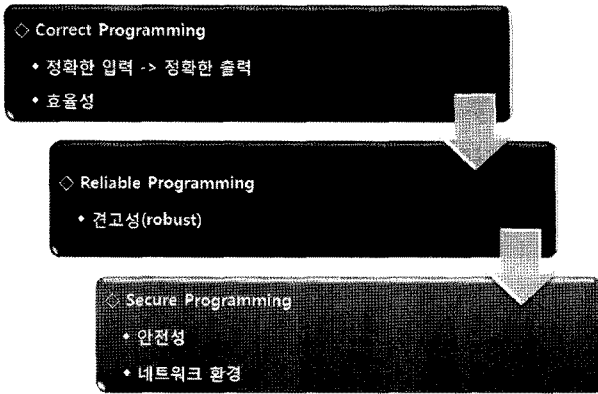 ◇ Correct Programming
• 정확한 입력 -> 정확한 출력
• 효율성
◇ Reliable Programming
• 견고성(robust)
◇ Secure Programming
• 안전성
• 네트워크 환경